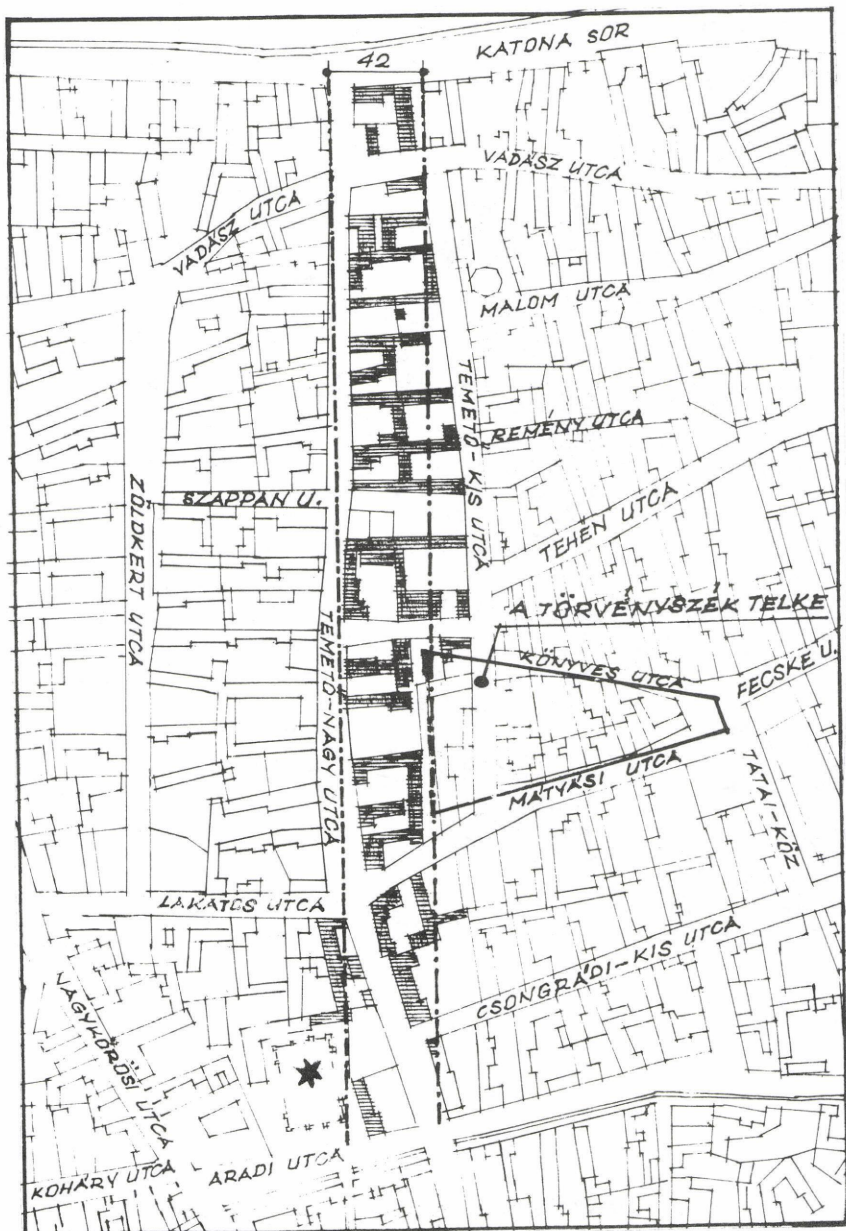 KATONA SOR
42
VADÁSZ UTCA
VADÁSZ UTCA
MALOM UTCA
TEMETŐ-KIS UTCA
REMÉNY UTCA
ZÖLDKERT UTCA
SZAPPAN U.
TEHÉN UTCA
A TÖRVÉNYSZÉK TELKE
TEMETŐ-NAGY UTCA
KÖNYVES UTCA
FECSKE U.
MÁTYÁSI UTCA
TATAI-KÖZ
LAKATOS UTCA
CSONGRÁDI-KIS UTCA
NAGYKŐRÖSI UTCA
KOHÁRY UTCA
ARADI UTCA